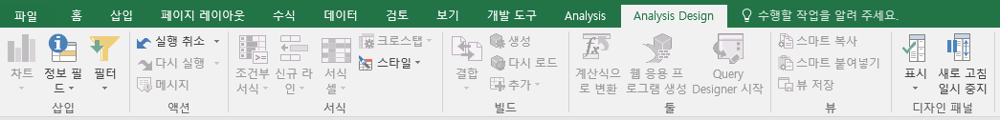 파일 홈 삽입 페이지 레이아웃 수식 데이터 검토 보기 개발 도구 Analysis Analysis Design 수행할 작업을 알려 주세요.
차트
정보 필
드
필터
삽입
실행 취소
다시 실행
메시지
액션
조건부
서식
신규 라
인
서식
셀
크로스탭
스타일
서식
결합
생성
다시 로드
추가
빌드
계산식으
로 변환
웹 응용 프
로그램 생성
Query
Designer 시작
툴
스마트 복사
스마트 붙여넣기
뷰 저장
뷰
표시
새로 고침
일시 중지
디자인 패널